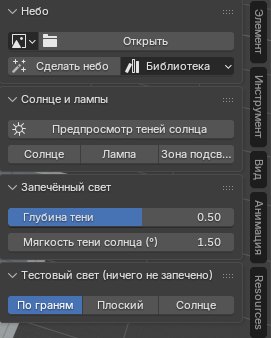 Небо
Открыть
Сделать небо
Библиотека
Солнце и лампы
Предпросмотр теней солнца
Солнце
Лампа
Зона подсв...
Запечённый свет
Глубина тени 0.50
Мягкость тени солнца (°) 1.50
Тестовый свет (ничего не запечено)
По граням
Плоский
Солнце
Элемент
Инструмент
Вид
Анимация
Resources